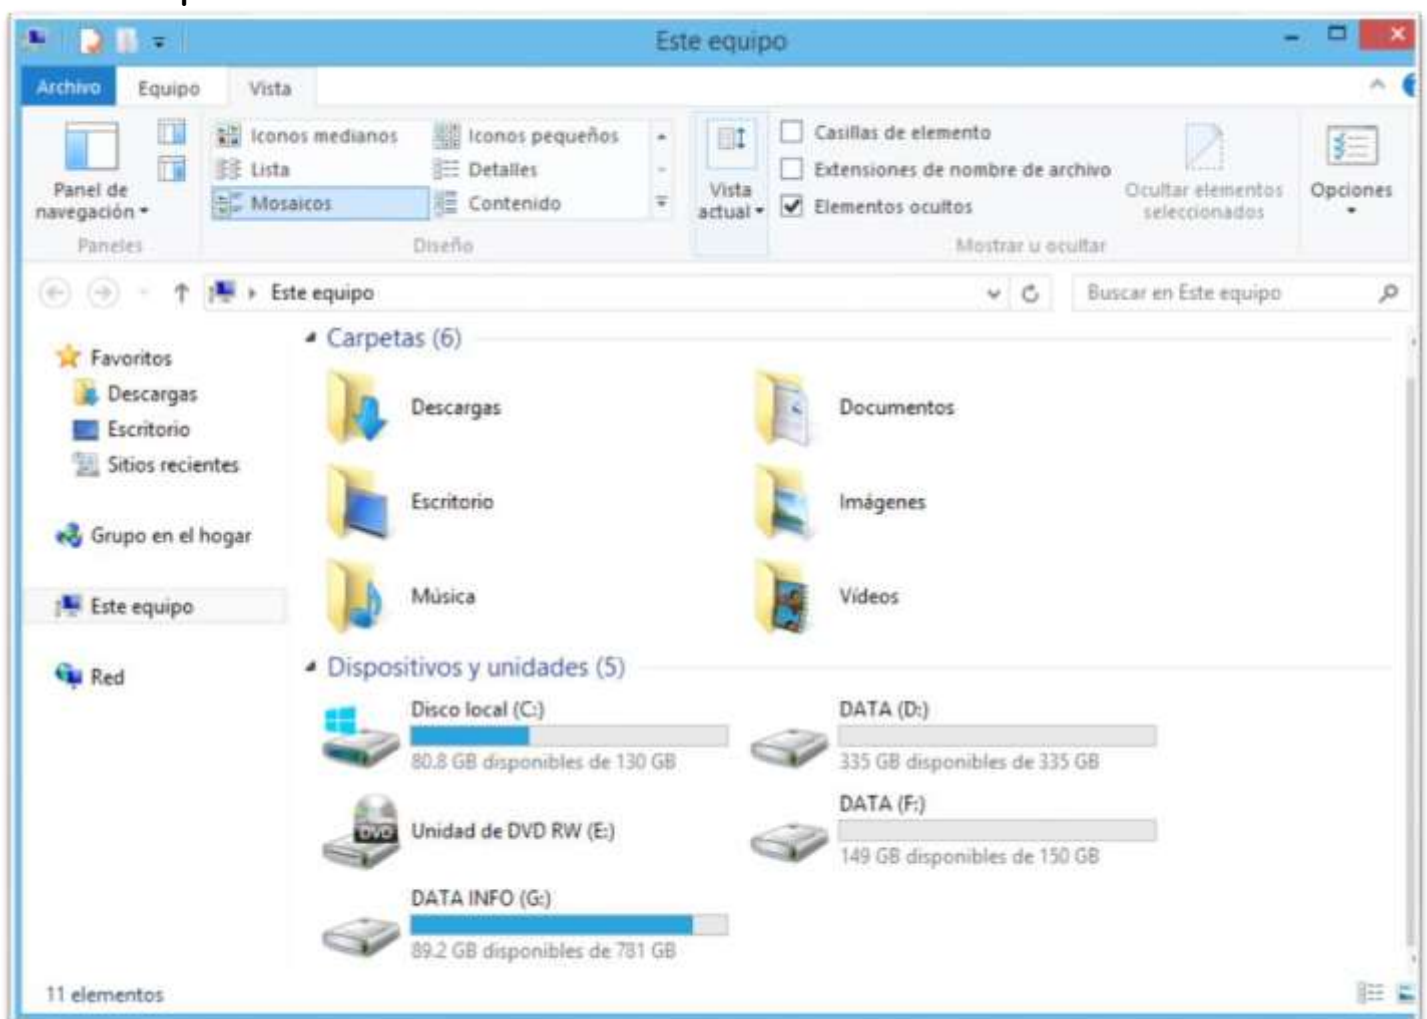 Este equipo
Archivo Equipo Vista
Iconos medianos Iconos pequeños
Lista Detalles
Mosaicos Contenido
Panel de navegación
Vista actual
Casillas de elemento
Extensiones de nombre de archivo
Elementos ocultos
Ocultar elementos seleccionados
Opciones
Paneles Diseño Mostrar u ocultar
Este equipo Buscar en Este equipo
Favoritos
Descargas
Escritorio
Sitios recientes
Grupo en el hogar
Este equipo
Red
Carpetas (6)
Descargas Documentos
Escritorio Imágenes
Música Vídeos
Dispositivos y unidades (5)
Disco local (C:) DATA (D:)
80.8 GB disponibles de 130 GB 335 GB disponibles de 335 GB
DVD
Unidad de DVD RW (E:)
DATA (F:)
149 GB disponibles de 150 GB
DATA INFO (G:)
89.2 GB disponibles de 781 GB
11 elementos